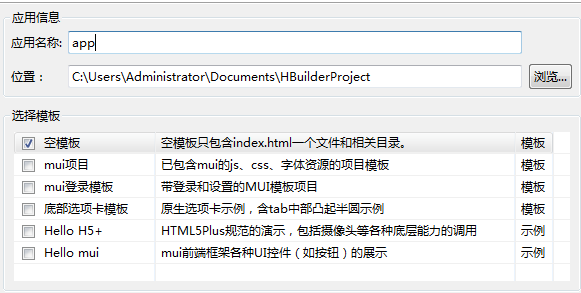 应用信息
应用名称: app
位置： C:\Users\Administrator\Documents\HBuilderProject 浏览...
选择模板
空模板 空模板只包含index.html一个文件和相关目录。 模板
mui项目 已包含mui的js、css、字体资源的项目模板 模板
mui登录模板 带登录和设置的MUI模板项目 模板
底部选项卡模板 原生选项卡示例，含tab中部凸起半圆示例 模板
Hello H5+ HTML5Plus规范的演示，包括摄像头等各种底层能力的调用 示例
Hello mui mui前端框架各种UI控件（如按钮）的展示 示例